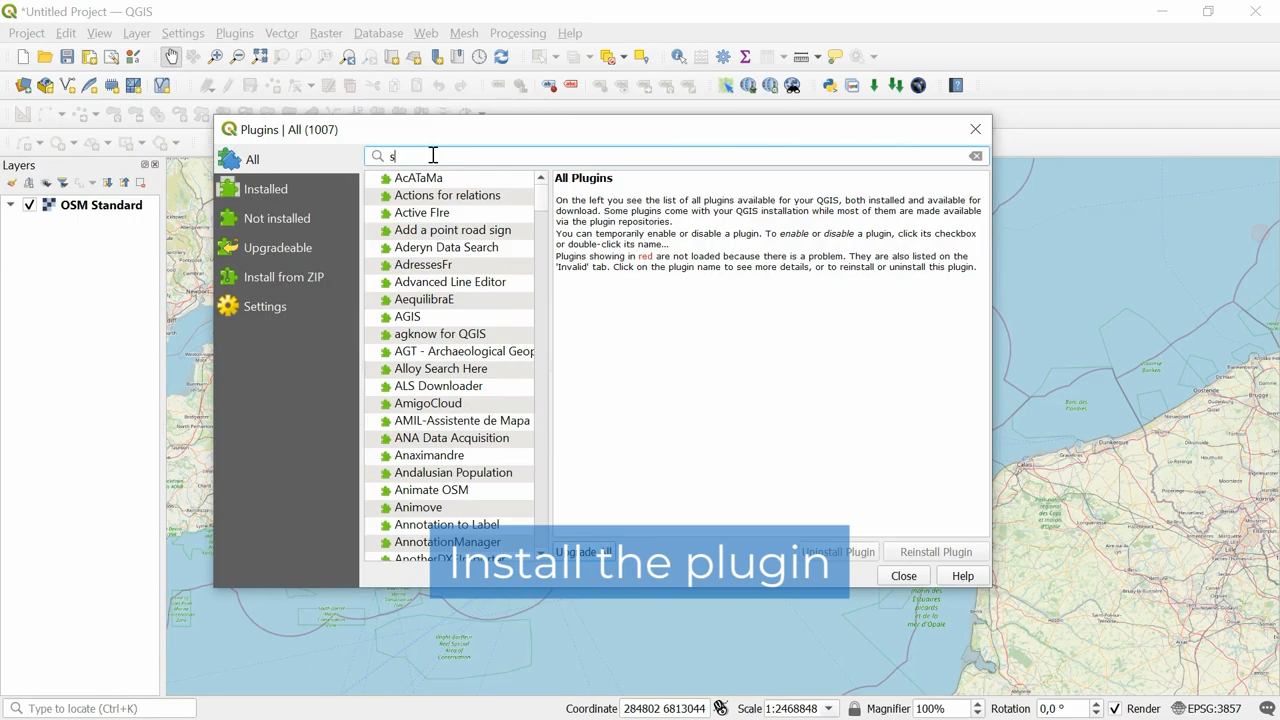 *Untitled Project — QGIS
Project Edit View Layer Settings Plugins Vector Raster Database Web Mesh Processing Help
Plugins | All (1007)
All
s
Layers
OSM Standard
Installed
Not installed
Upgradeable
Install from ZIP
Settings
AcATaMa
Actions for relations
Active FIre
Add a point road sign
Aderyn Data Search
AdressesFr
Advanced Line Editor
AequilibraE
AGIS
agknow for QGIS
AGT - Archaeological Geop
Alloy Search Here
ALS Downloader
AmigoCloud
AMIL-Assistente de Mapa
ANA Data Acquisition
Anaximandre
Andalusian Population
Animate OSM
Animove
Annotation to Label
AnnotationManager
All Plugins
On the left you see the list of all plugins available for your QGIS, both installed and available for
download. Some plugins come with your QGIS installation while most of them are made available
via the plugin repositories.
You can temporarily enable or disable a plugin. To enable or disable a plugin, click its checkbox
or double-click its name...
Plugins showing in red are not loaded because there is a problem. They are also listed on the
'Invalid' tab. Click on the plugin name to see more details, or to reinstall or uninstall this plugin.
Upgrade All Uninstall Plugin Reinstall Plugin
Install the plugin
Close Help
Oostende
Brugge
Dunkerque
Calais
Banc des
Flandres
Type to locate (Ctrl+K) Coordinate 284802 6813044 Scale 1:2468848 Magnifier 100% Rotation 0,0 ° Render EPSG:3857